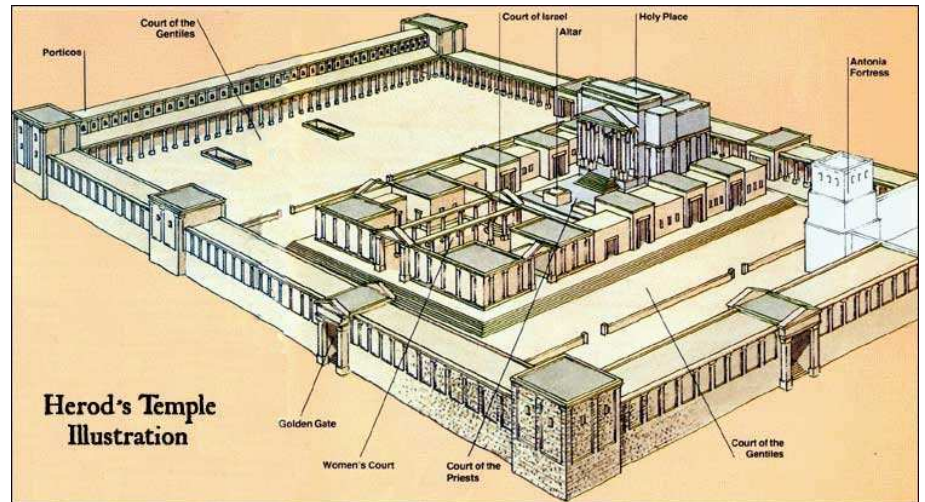 Court of the
Gentiles
Porticos
Court of Israel
Altar
Holy Place
Antonia
Fortress
Herod's Temple
Illustration
Golden Gate
Women's Court
Court of the
Priests
Court of the
Gentiles